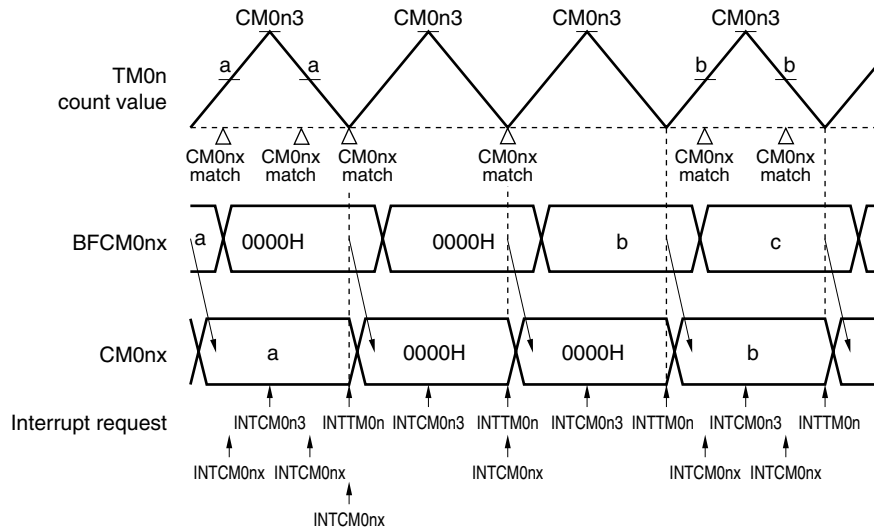 CM0n3 CM0n3 CM0n3 CM0n3
a a b b
TM0n
count value
CM0nx
match
CM0nx
match
CM0nx
match
CM0nx
match
CM0nx
match
CM0nx
match
BFCM0nx a 0000H 0000H b c
CM0nx a 0000H 0000H b
Interrupt request INTCM0n3 INTTM0n INTCM0n3 INTTM0n INTCM0n3 INTTM0n INTCM0n3 INTTM0n
INTCM0nx INTCM0nx INTCM0nx INTCM0nx INTCM0nx
INTCM0nx